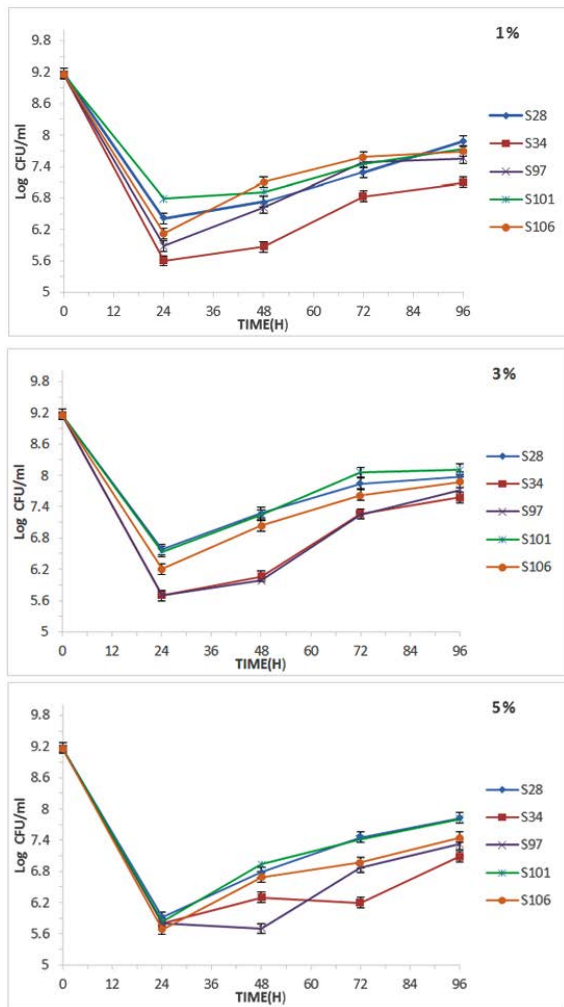 1%
9.8
9.2
8.6
8
7.4
6.8
6.2
5.6
5
Log CFU/ml
0 12 24 36 48 60 72 84 96
TIME(H)
S28
S34
S97
S101
S106
3%
9.8
9.2
8.6
8
7.4
6.8
6.2
5.6
5
Log CFU/ml
0 12 24 36 48 60 72 84 96
TIME(H)
S28
S34
S97
S101
S106
5%
9.8
9.2
8.6
8
7.4
6.8
6.2
5.6
5
Log CFU/ml
0 12 24 36 48 60 72 84 96
TIME(H)
S28
S34
S97
S101
S106